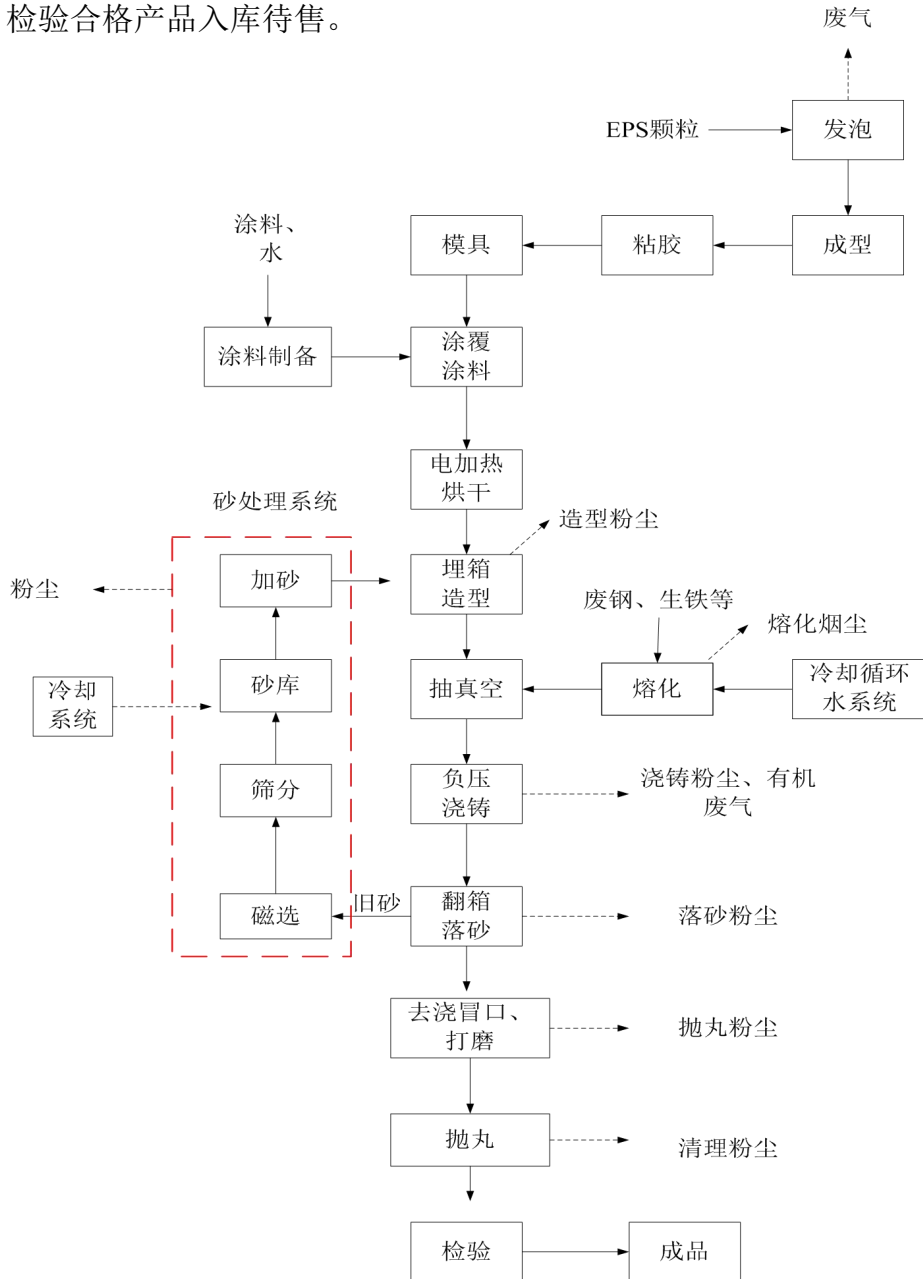 检验合格产品入库待售。
废气
EPS颗粒
发泡
涂料、
水
模具
粘胶
成型
涂料制备
涂覆
涂料
电加热
烘干
砂处理系统
造型粉尘
粉尘
加砂
埋箱
造型
废钢、生铁等
熔化烟尘
冷却
系统
砂库
抽真空
熔化
冷却循环
水系统
筛分
负压
浇铸
浇铸粉尘、有机
废气
磁选
旧砂
翻箱
落砂
落砂粉尘
去浇冒口、
打磨
抛丸粉尘
抛丸
清理粉尘
检验
成品